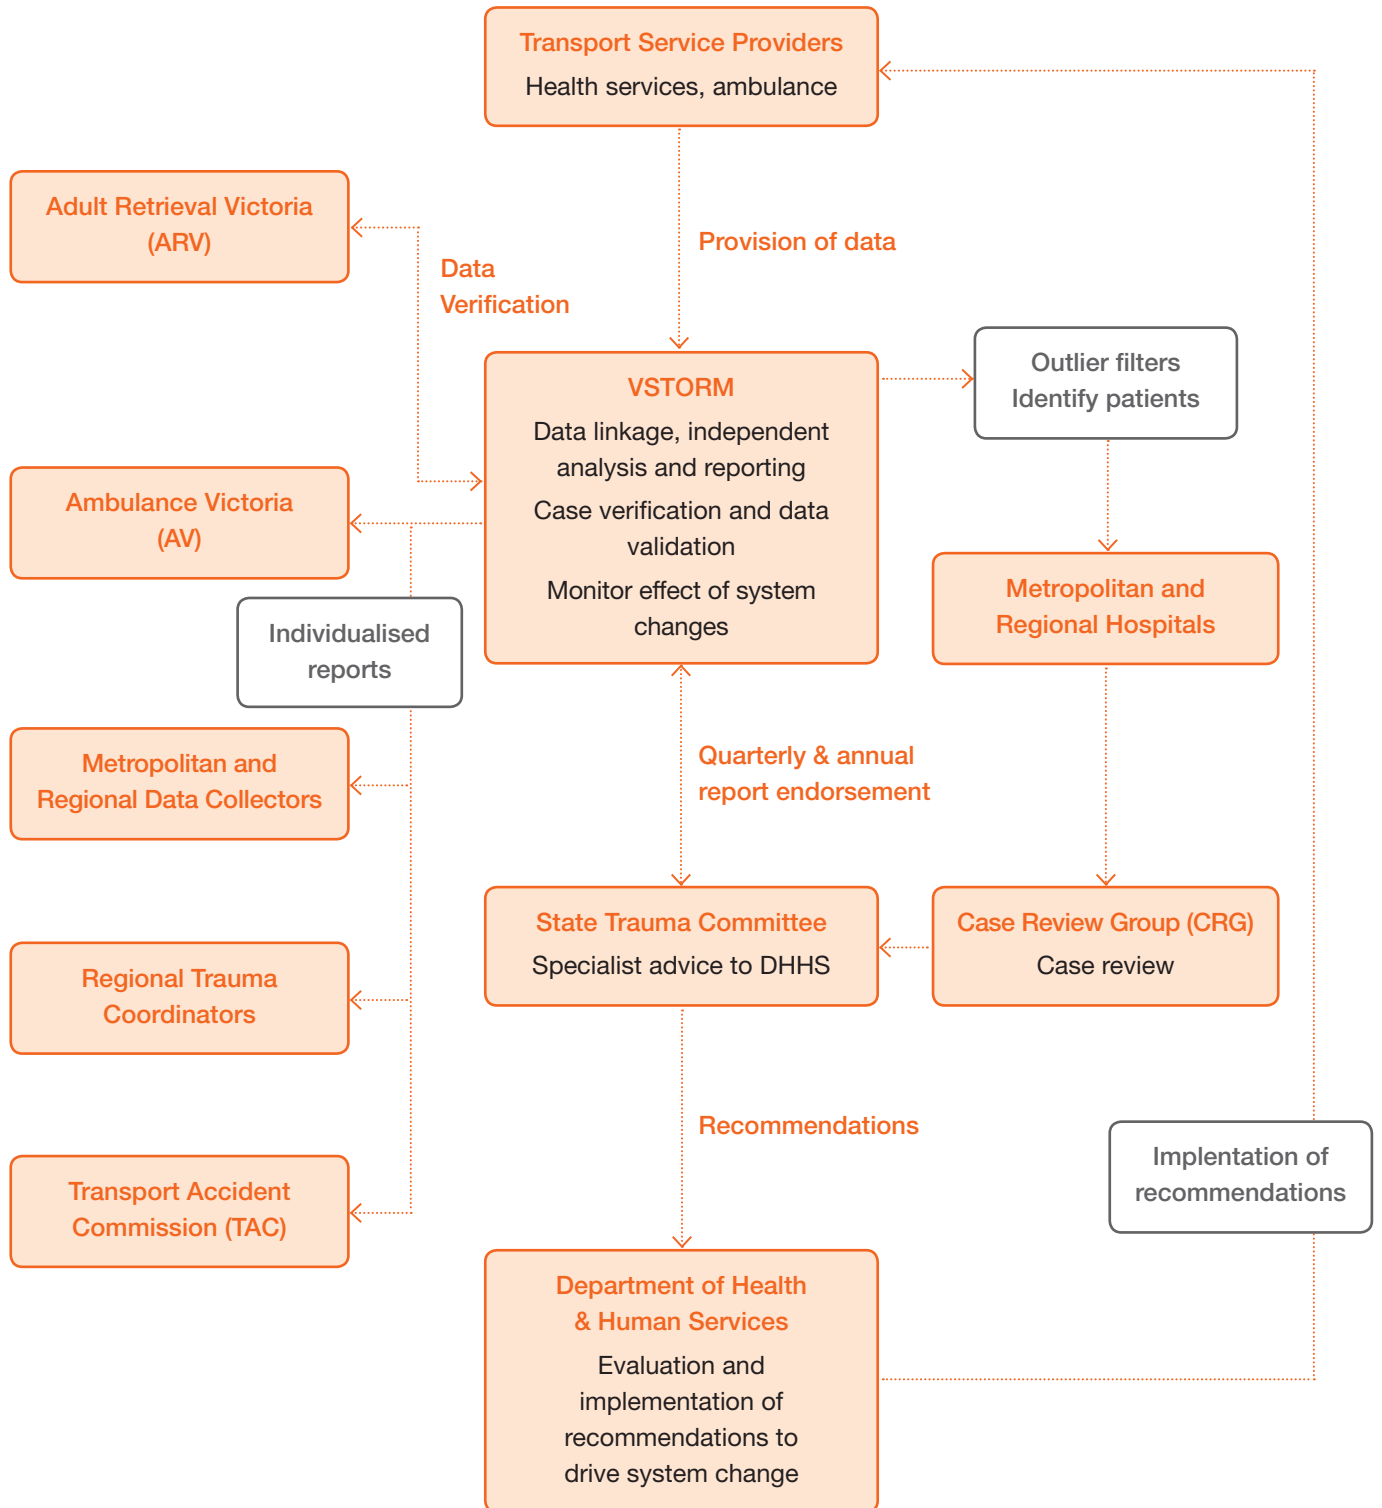 Transport Service Providers
Health services, ambulance
Adult Retrieval Victoria
(ARV)
Provision of data
Data
Verification
Outlier filters
Identify patients
VSTORM
Data linkage, independent
analysis and reporting
Case verification and data
validation
Monitor effect of system
changes
Ambulance Victoria
(AV)
Metropolitan and
Regional Hospitals
Individualised
reports
Metropolitan and
Regional Data Collectors
Quarterly & annual
report endorsement
State Trauma Committee
Specialist advice to DHHS
Case Review Group (CRG)
Case review
Regional Trauma
Coordinators
Recommendations
Implentation of
recommendations
Transport Accident
Commission (TAC)
Department of Health
& Human Services
Evaluation and
implementation of
recommendations to
drive system change